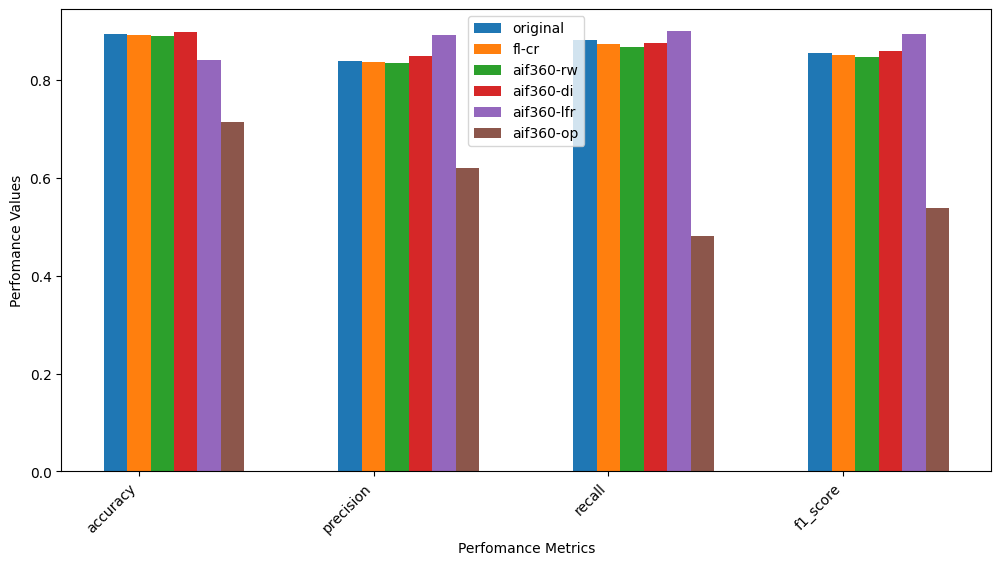 original
fl-cr
aif360-rw
aif360-di
aif360-lfr
aif360-op
Perfomance Values
0.8
0.6
0.4
0.2
0.0
accuracy
precision
recall
f1_score
Perfomance Metrics